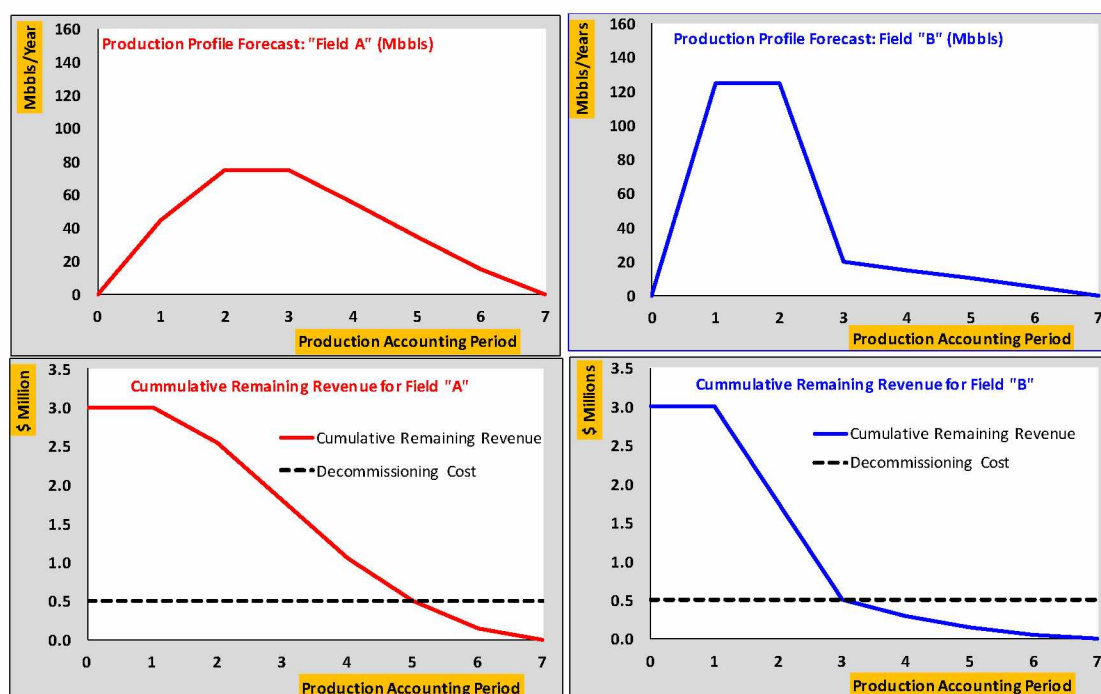 Production Profile Forecast: "Field A" (Mbbls)
Mbbls/Year
160
140
120
100
80
60
40
20
0
0 1 2 3 4 5 6 7
Production Accounting Period
Production Profile Forecast: Field "B" (Mbbls)
Mbbls/Years
160
140
120
100
80
60
40
20
0
0 1 2 3 4 5 6 7
Production Accounting Period
Cummulative Remaining Revenue for Field "A"
$ Million
3.5
3.0
2.5
2.0
1.5
1.0
0.5
0.0
Cumulative Remaining Revenue
Decommissioning Cost
0 1 2 3 4 5 6 7
Production Accounting Period
Cummulative Remaining Revenue for Field "B"
$ Millions
3.5
3.0
2.5
2.0
1.5
1.0
0.5
0.0
Cumulative Remaining Revenue
Decommissioning Cost
0 1 2 3 4 5 6 7
Production Accounting Period